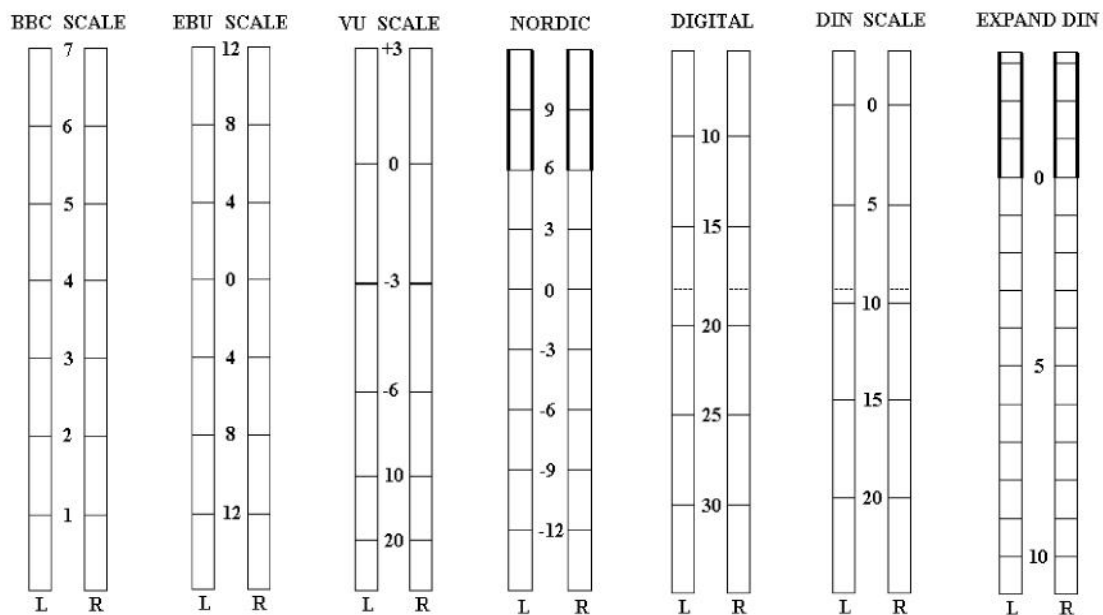 BBC SCALE
7
6
5
4
3
2
1
L R
EBU SCALE
12
8
4
0
4
8
12
L R
VU SCALE
+3
0
-3
-6
10
20
L R
NORDIC
9
6
3
0
-3
-6
-9
-12
L R
DIGITAL
10
15
20
25
30
L R
DIN SCALE
0
5
10
15
20
L R
EXPAND DIN
0
5
10
L R